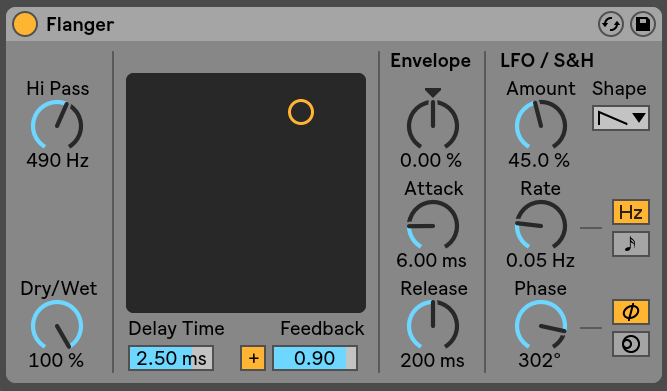 Flanger
Envelope
LFO / S&H
Hi Pass
Amount
Shape
490 Hz
0.00 %
45.0 %
Attack
Rate
Hz
6.00 ms
0.05 Hz
Dry/Wet
Release
Phase
Delay Time
Feedback
100 %
2.50 ms
+
0.90
200 ms
302°